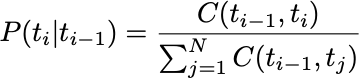 P(t_i|t_{i-1}) = \frac{C(t_{i-1}, t_i)}{\sum_{j=1}^{N} C(t_{i-1}, t_j)}